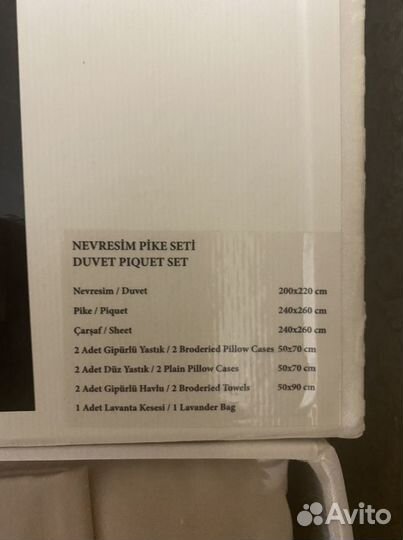 NEVRESİM PİKE SETİ
DUVET PIQUET SET
Nevresim / Duvet 200x220 cm
Pike / Piquet 240x260 cm
Çarşaf / Sheet 240x260 cm
2 Adet Gipürlü Yastık / 2 Broderied Pillow Cases 50x70 cm
2 Adet Düz Yastık / 2 Plain Pillow Cases 50x70 cm
2 Adet Gipürlü Havlu / 2 Broderied Towels 50x90 cm
1 Adet Lavanta Kesesi / 1 Lavander Bag
Avito